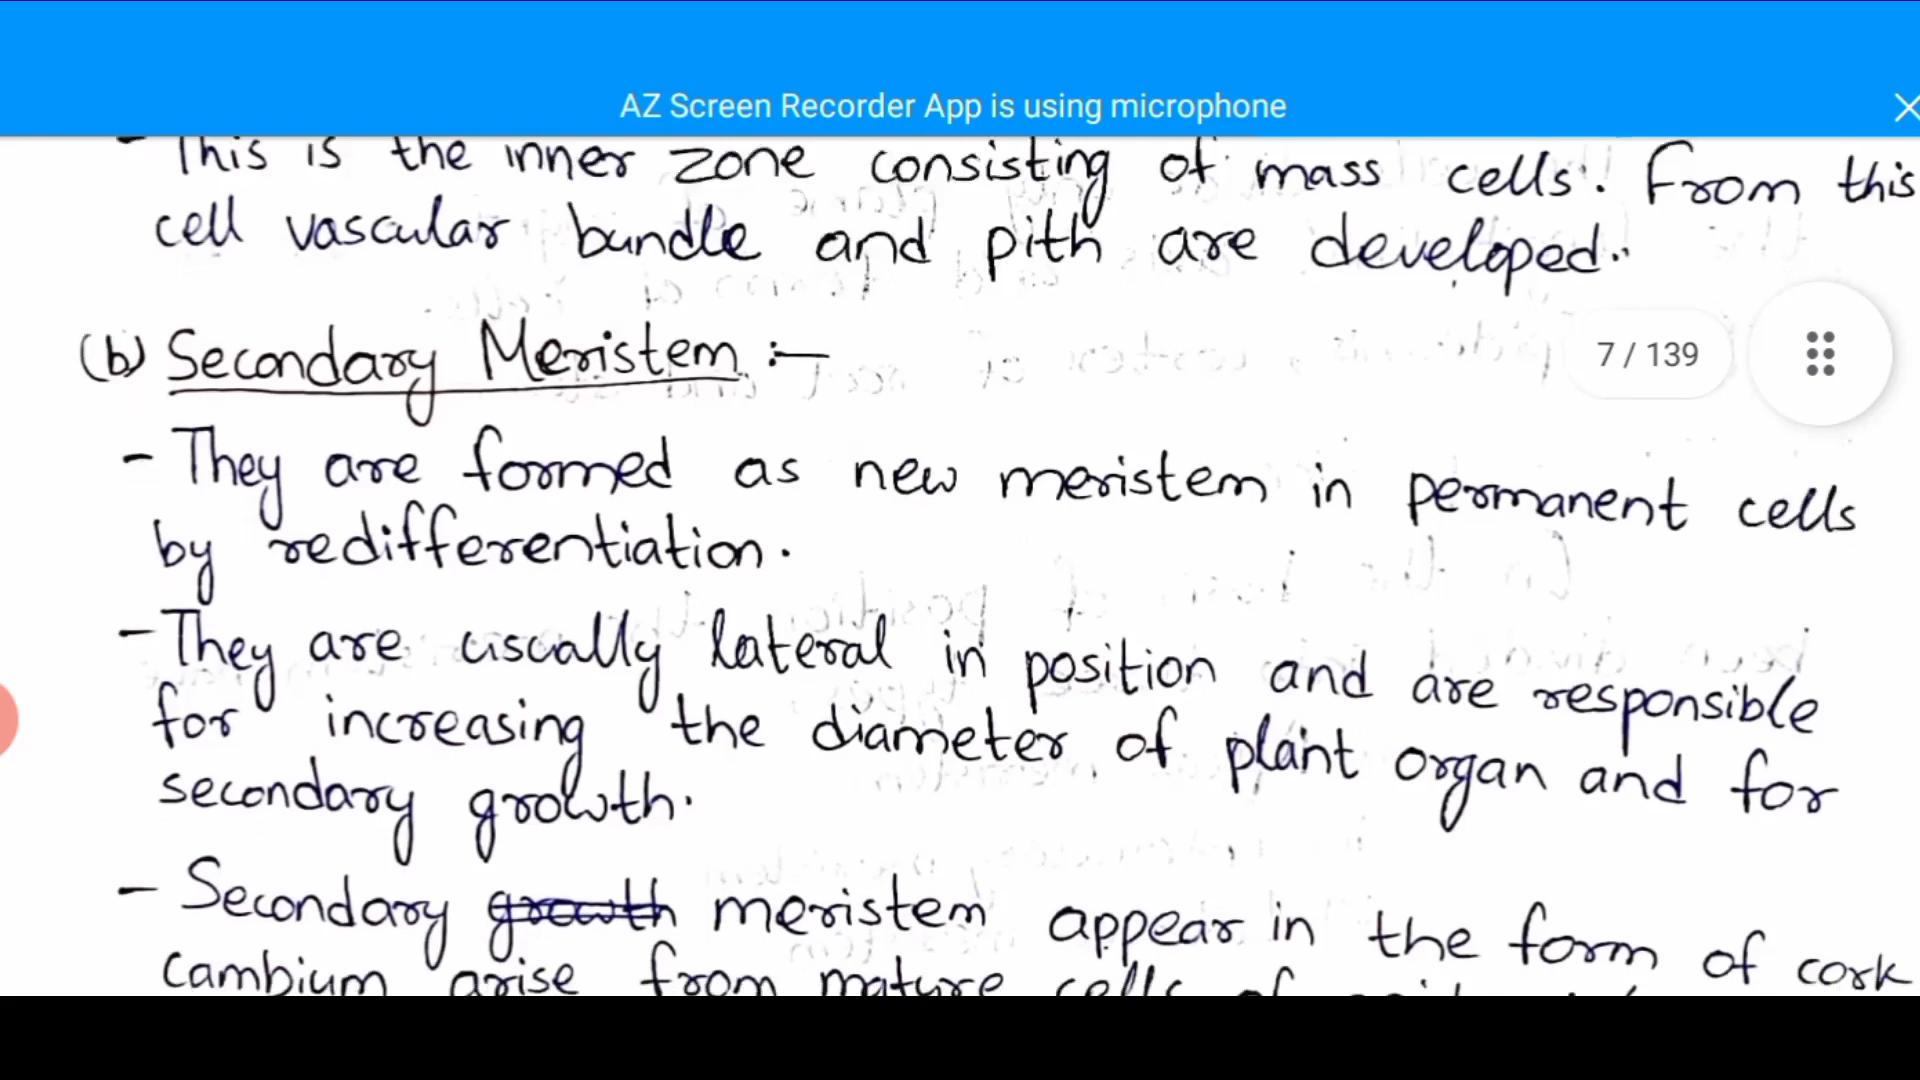 AZ Screen Recorder App is using microphone
- This is the inner zone consisting of mass cells. From this
cell vascular bundle and pith are developed.
(b) Secondary Meristem :-
7 / 139
- They are formed as new meristem in permanent cells
by redifferentiation.
- They are usually lateral in position and are responsible
for increasing the diameter of plant organ and for
secondary growth.
- Secondary growth meristem appear in the form of cork
cambium arise from mature cells of